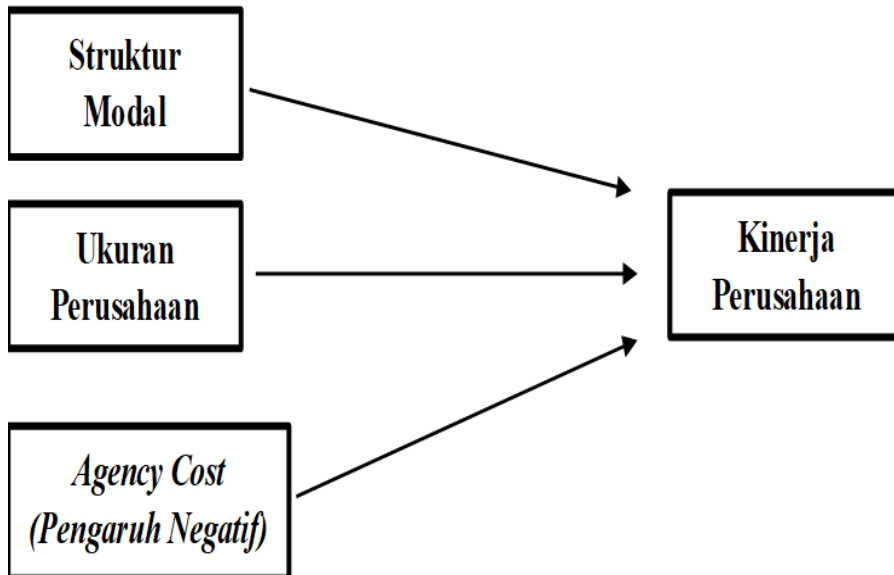 Struktur
Modal
Ukuran
Perusahaan
Agency Cost
(Pengaruh Negatif)
Kinerja
Perusahaan